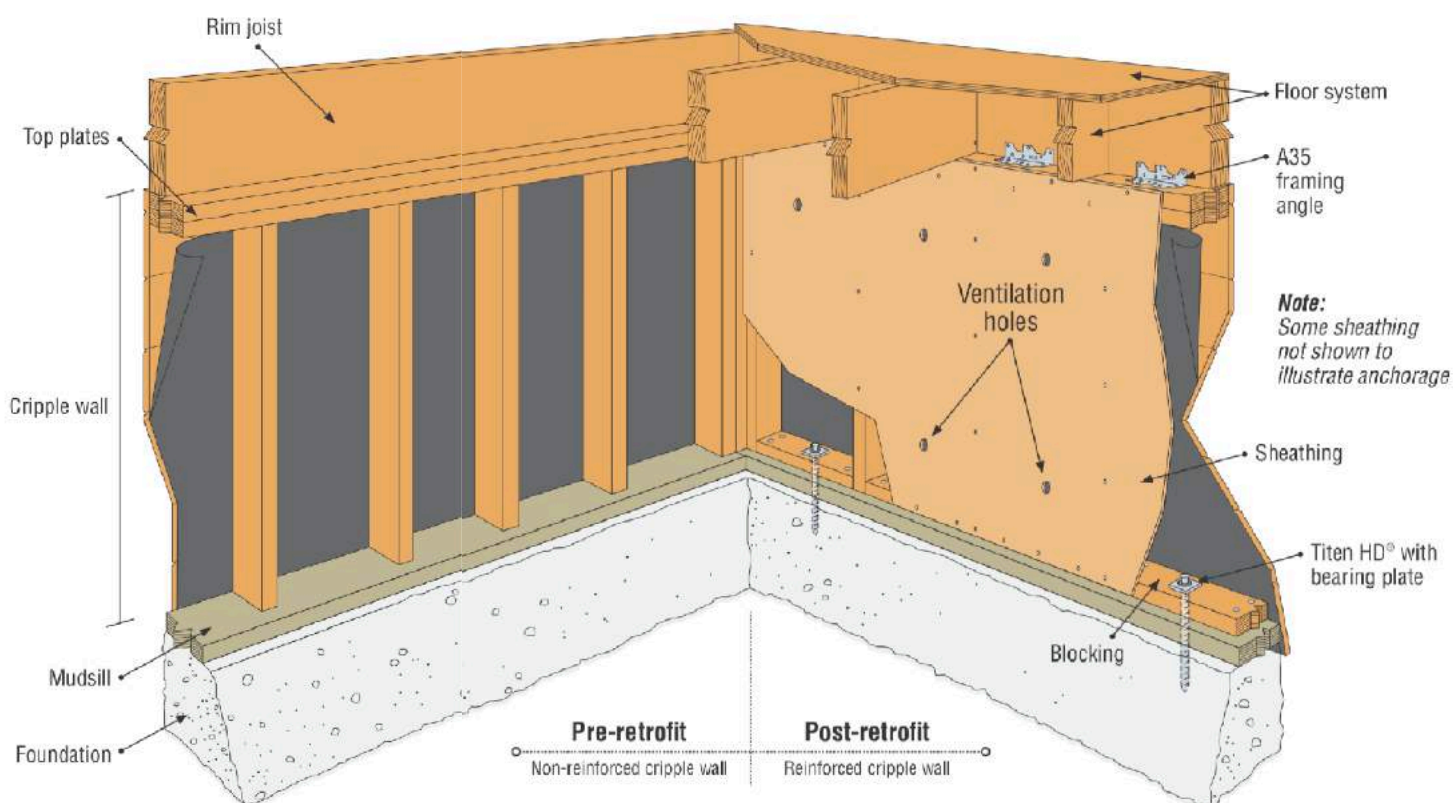 Rim joist
Floor system
Top plates
A35
framing
angle
Ventilation
holes
Note:
Some sheathing
not shown to
illustrate anchorage
Cripple wall
Sheathing
Titen HD® with
bearing plate
Blocking
Mudsill
Foundation
Pre-retrofit
Non-reinforced cripple wall
Post-retrofit
Reinforced cripple wall